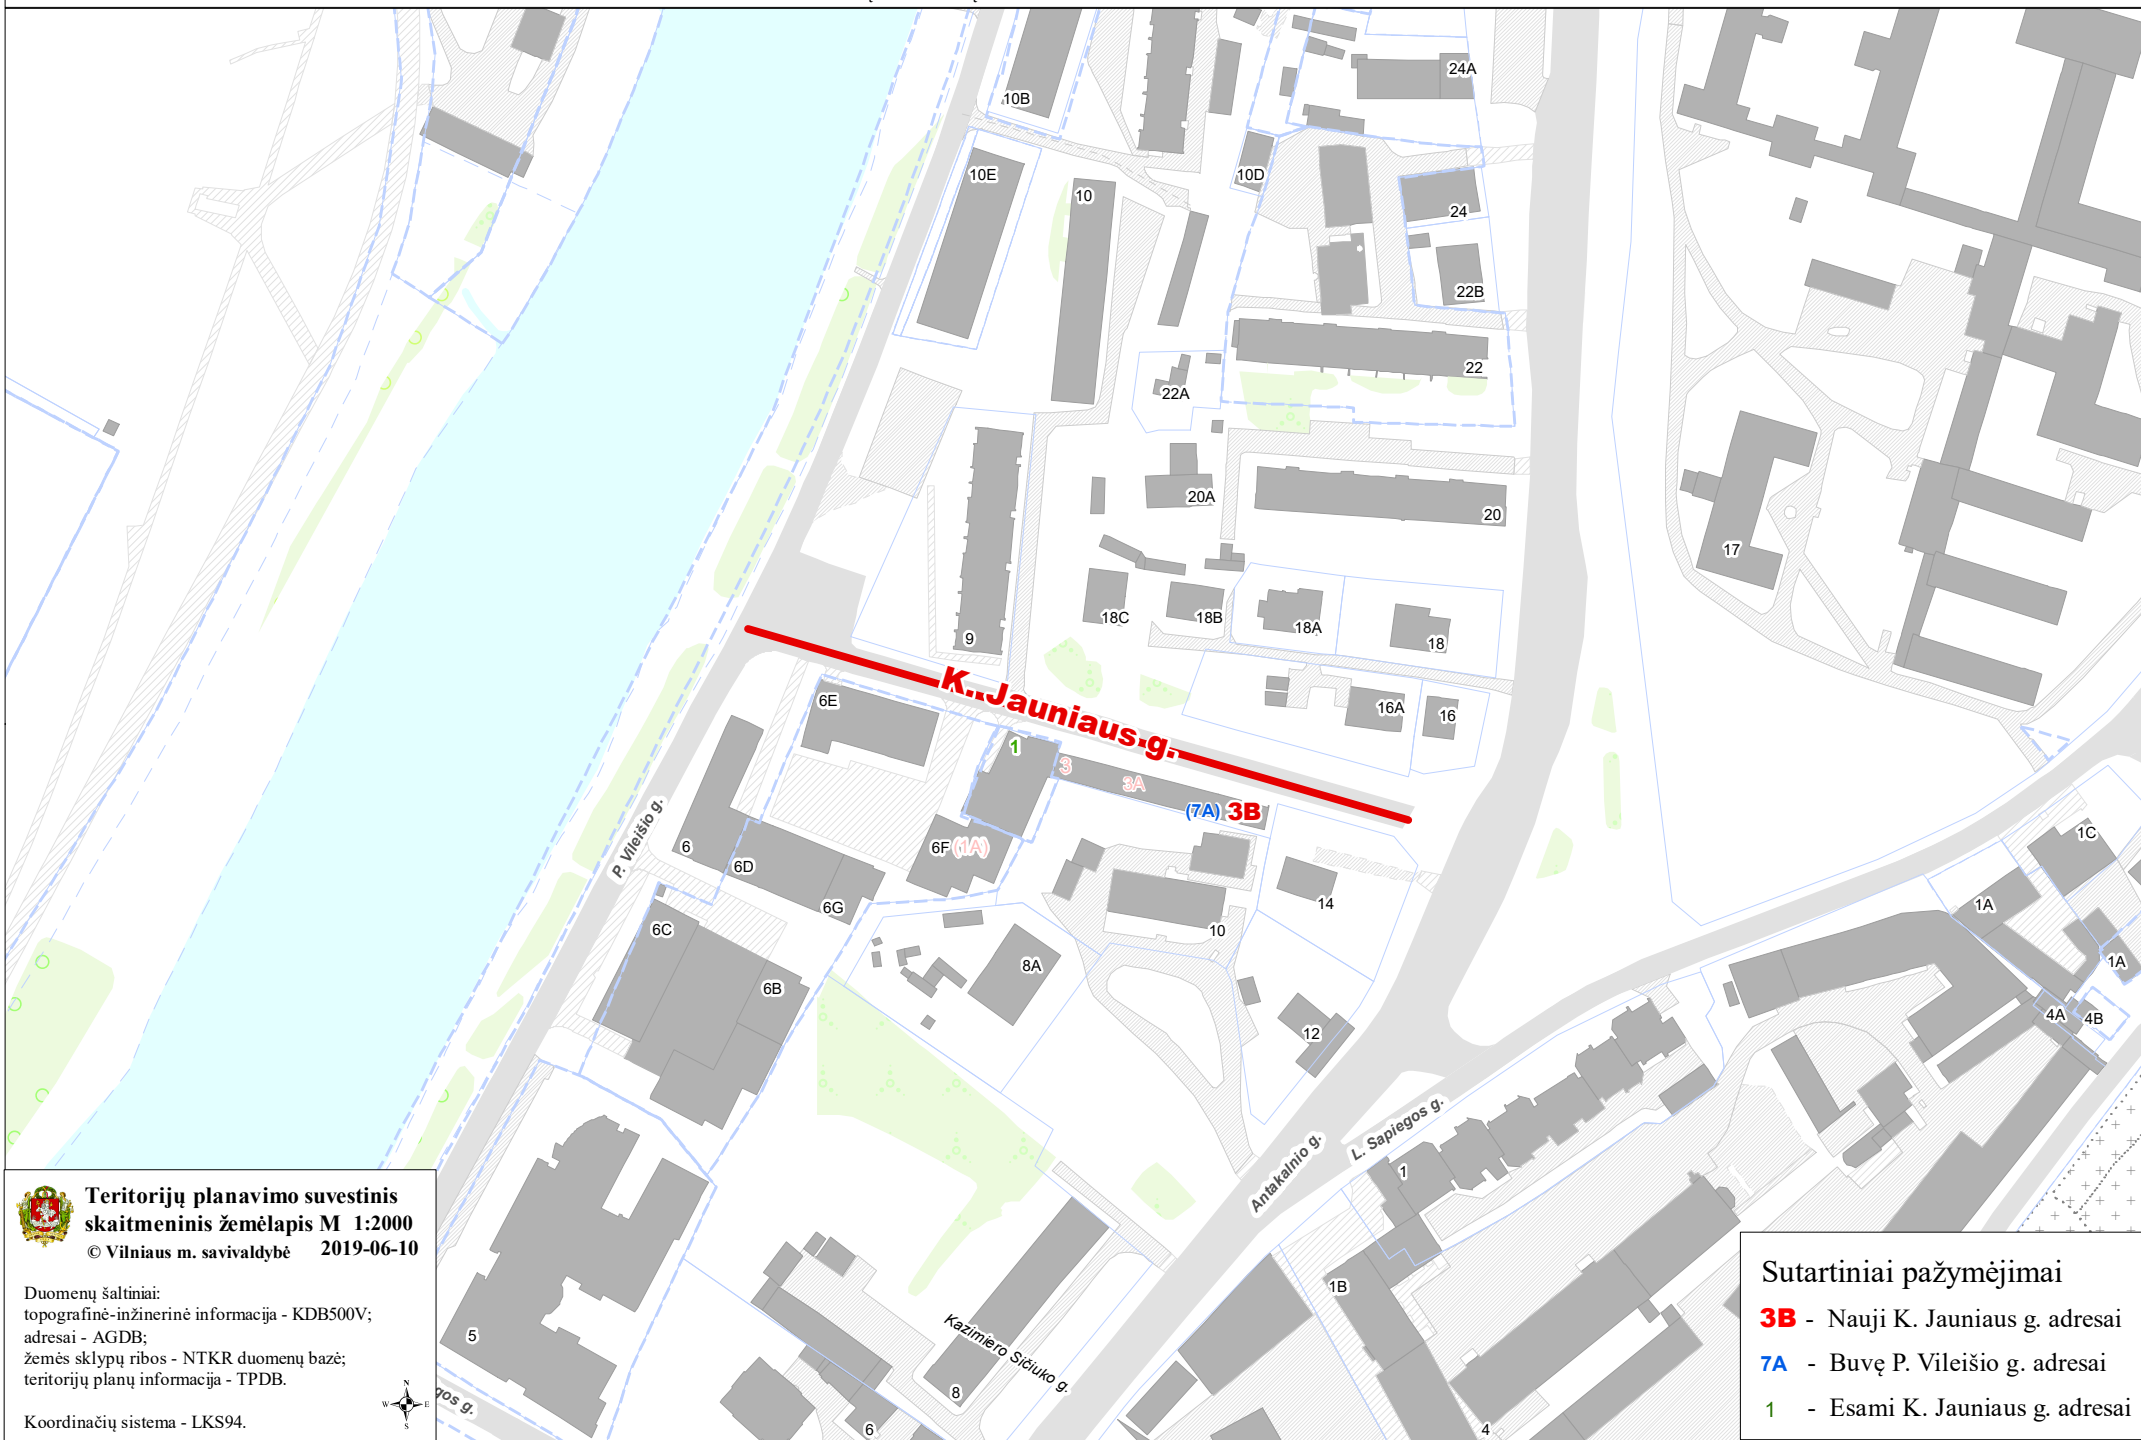 10B
24A
10E
10
10D
24
22B
22
22A
20A
20
17
18C
18B
18A
18
9
K. Jauniaus g.
6E
16A
16
1
3
3A
(7A) 3B
P. Vileišio g.
6
6D
6F (1A)
6G
14
10
1C
1A
1A
6C
6B
8A
12
4A
4B
L. Sapiegos g.
Antakalnio g.
1
1B
Kazimiero Sičiuko g.
5
8
6
4
gos g.
Teritorijų planavimo suvestinis
skaitmeninis žemėlapis M 1:2000
© Vilniaus m. savivaldybė 2019-06-10
Duomenų šaltiniai:
topografinė-inžinerinė informacija - KDB500V;
adresai - AGDB;
žemės sklypų ribos - NTKR duomenų bazė;
teritorijų planų informacija - TPDB.
Koordinačių sistema - LKS94.
N
W E
S
Sutartiniai pažymėjimai
3B - Nauji K. Jauniaus g. adresai
7A - Buvę P. Vileišio g. adresai
1 - Esami K. Jauniaus g. adresai